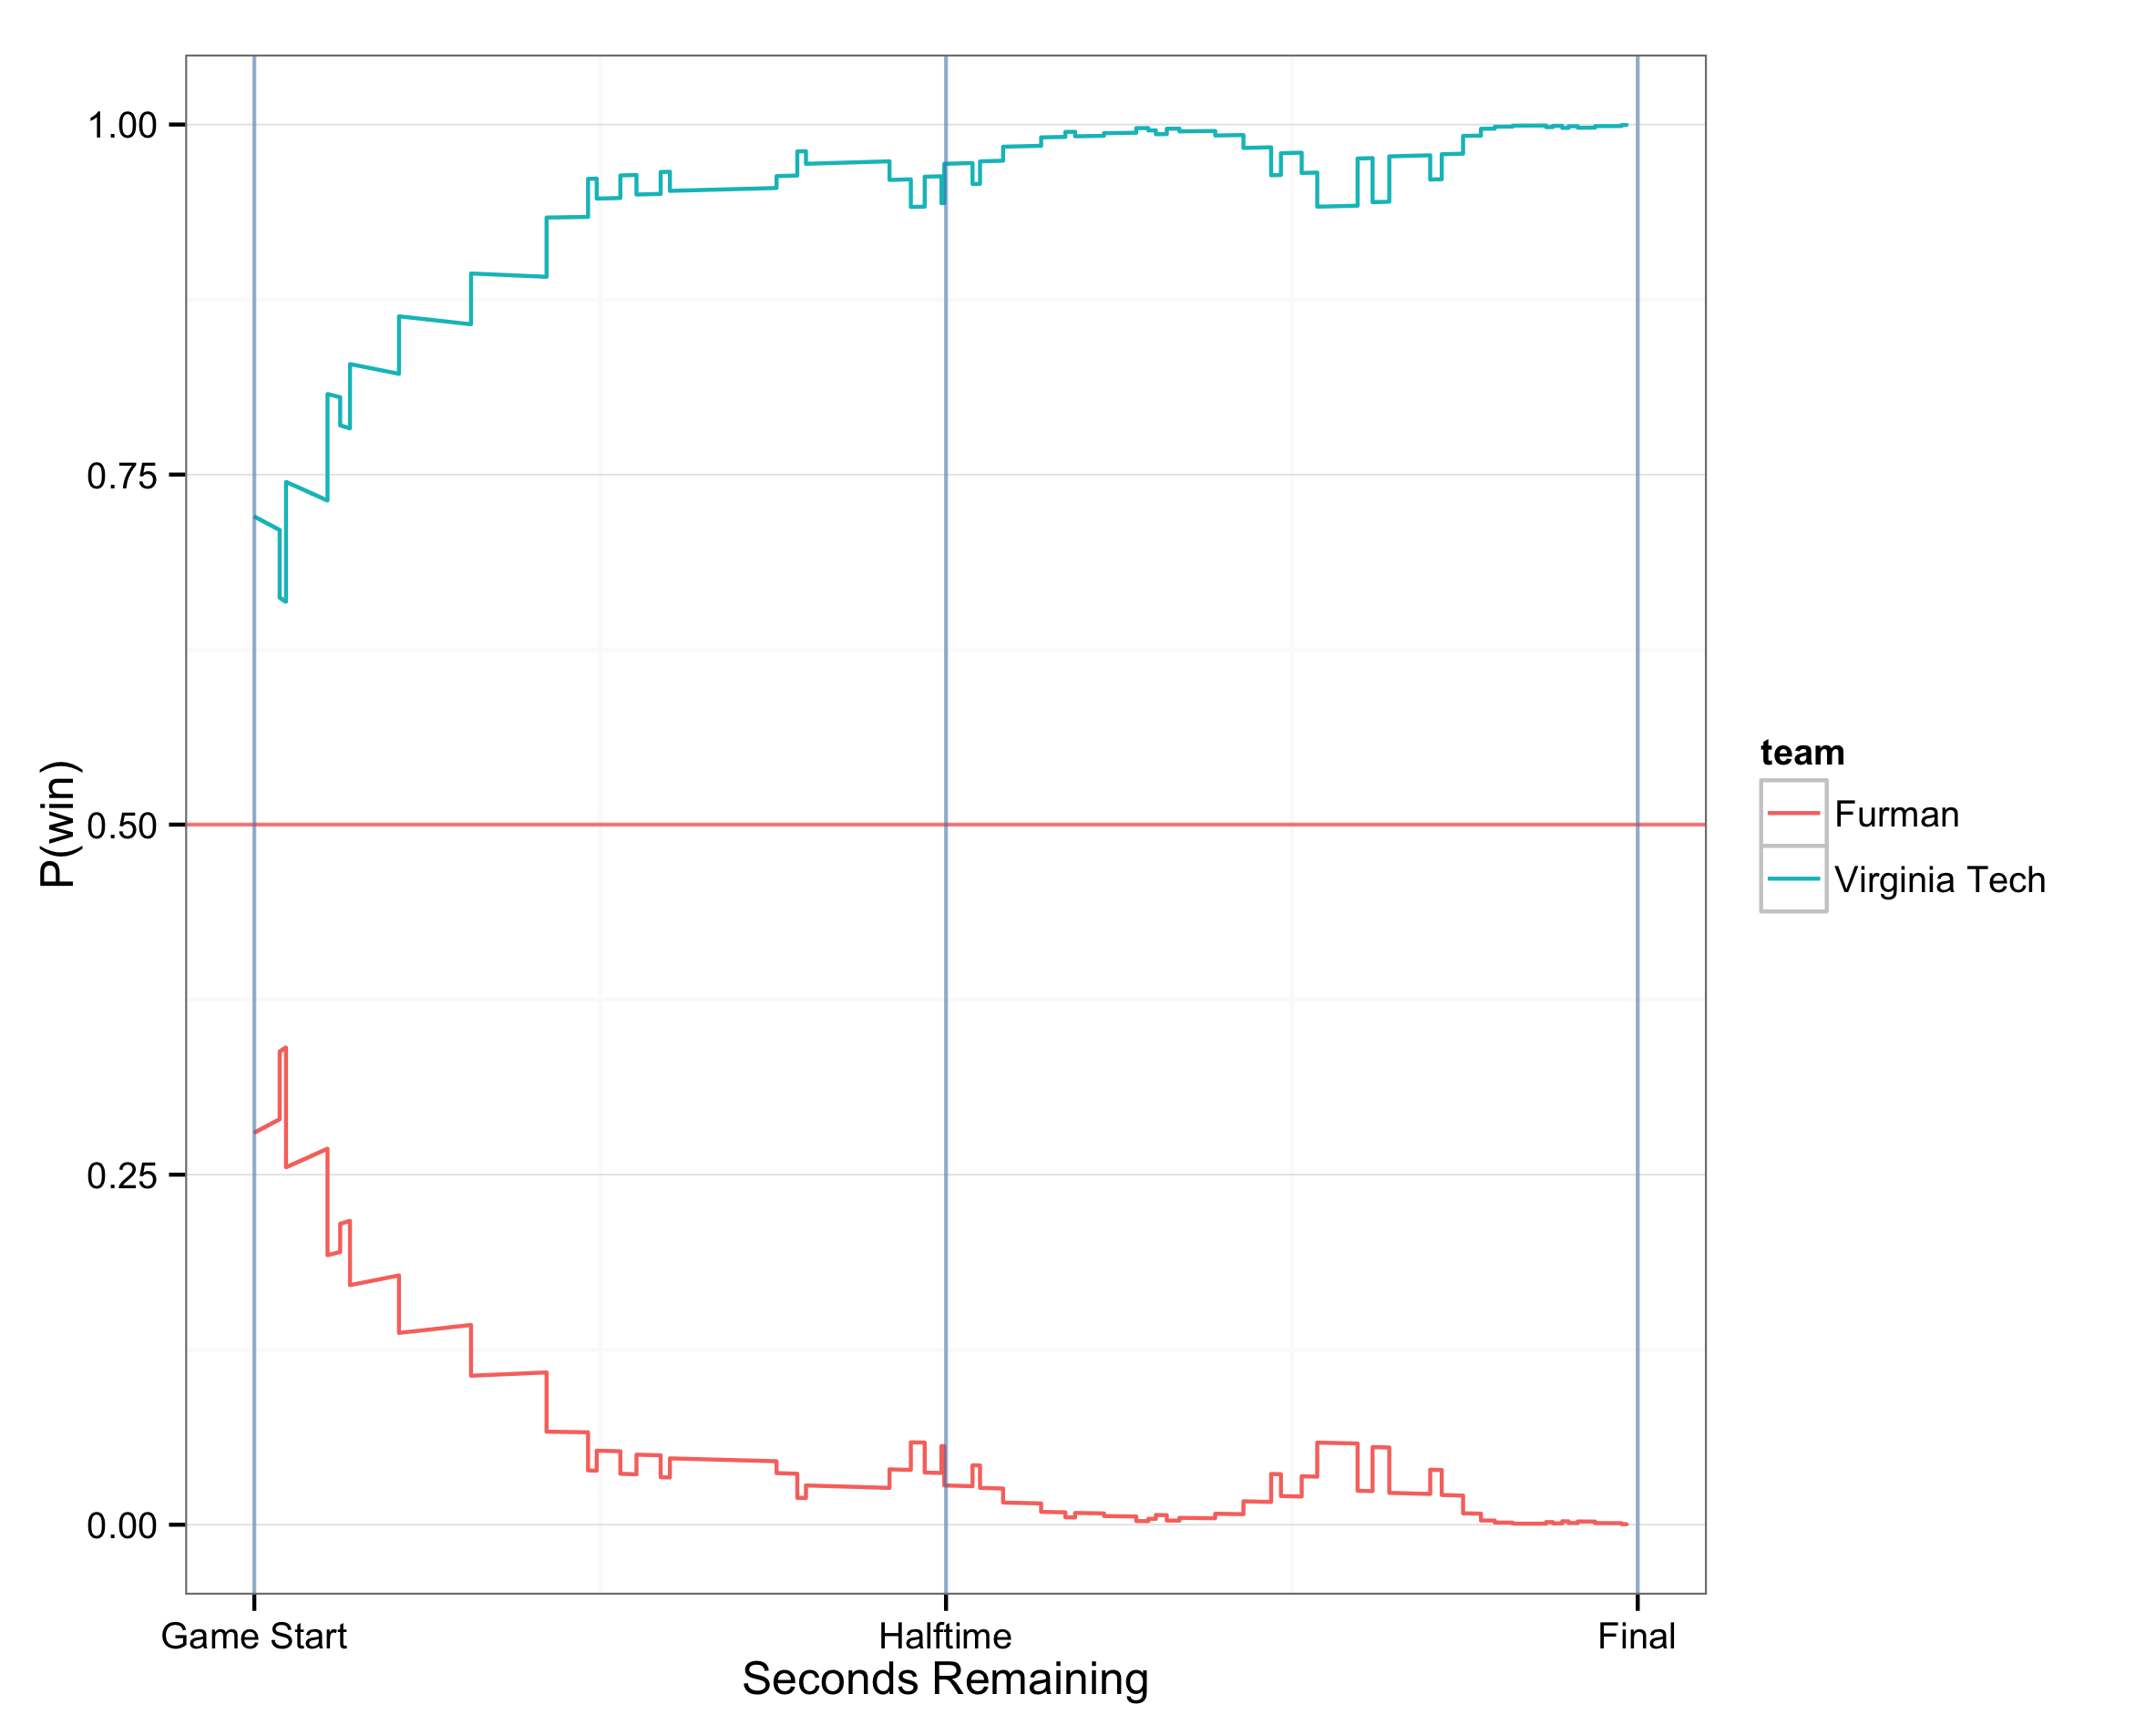 1.00
0.75
0.50
0.25
0.00
P(win)
Game Start
Halftime
Final
Seconds Remaining
team
Furman
Virginia Tech